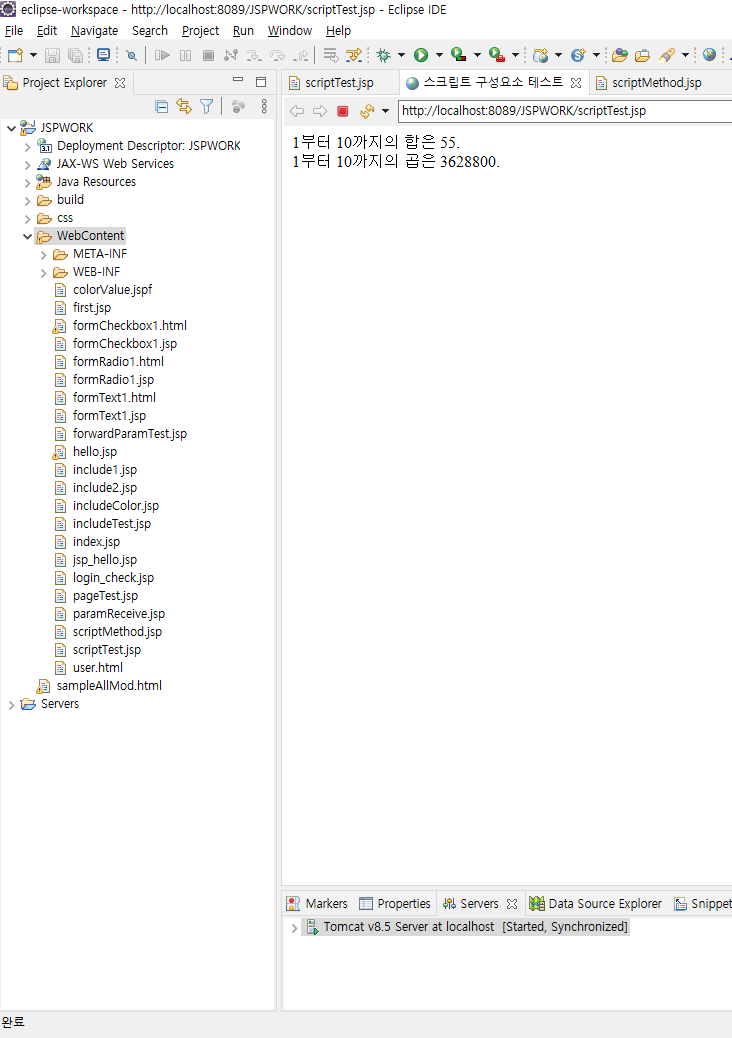 eclipse-workspace - http://localhost:8089/JSPWORK/scriptTest.jsp - Eclipse IDE
File Edit Navigate Search Project Run Window Help
Project Explorer
scriptTest.jsp
스크립트 구성요소 테스트
scriptMethod.jsp
http://localhost:8089/JSPWORK/scriptTest.jsp
JSPWORK
3.1 Deployment Descriptor: JSPWORK
JAX-WS Web Services
Java Resources
build
css
WebContent
META-INF
WEB-INF
colorValue.jspf
first.jsp
formCheckbox1.html
formCheckbox1.jsp
formRadio1.html
formRadio1.jsp
formText1.html
formText1.jsp
forwardParamTest.jsp
hello.jsp
include1.jsp
include2.jsp
includeColor.jsp
includeTest.jsp
index.jsp
jsp_hello.jsp
login_check.jsp
pageTest.jsp
paramReceive.jsp
scriptMethod.jsp
scriptTest.jsp
user.html
sampleAllMod.html
Servers
1부터 10까지의 합은 55.
1부터 10까지의 곱은 3628800.
Markers Properties Servers Data Source Explorer Snippet
Tomcat v8.5 Server at localhost [Started, Synchronized]
완료